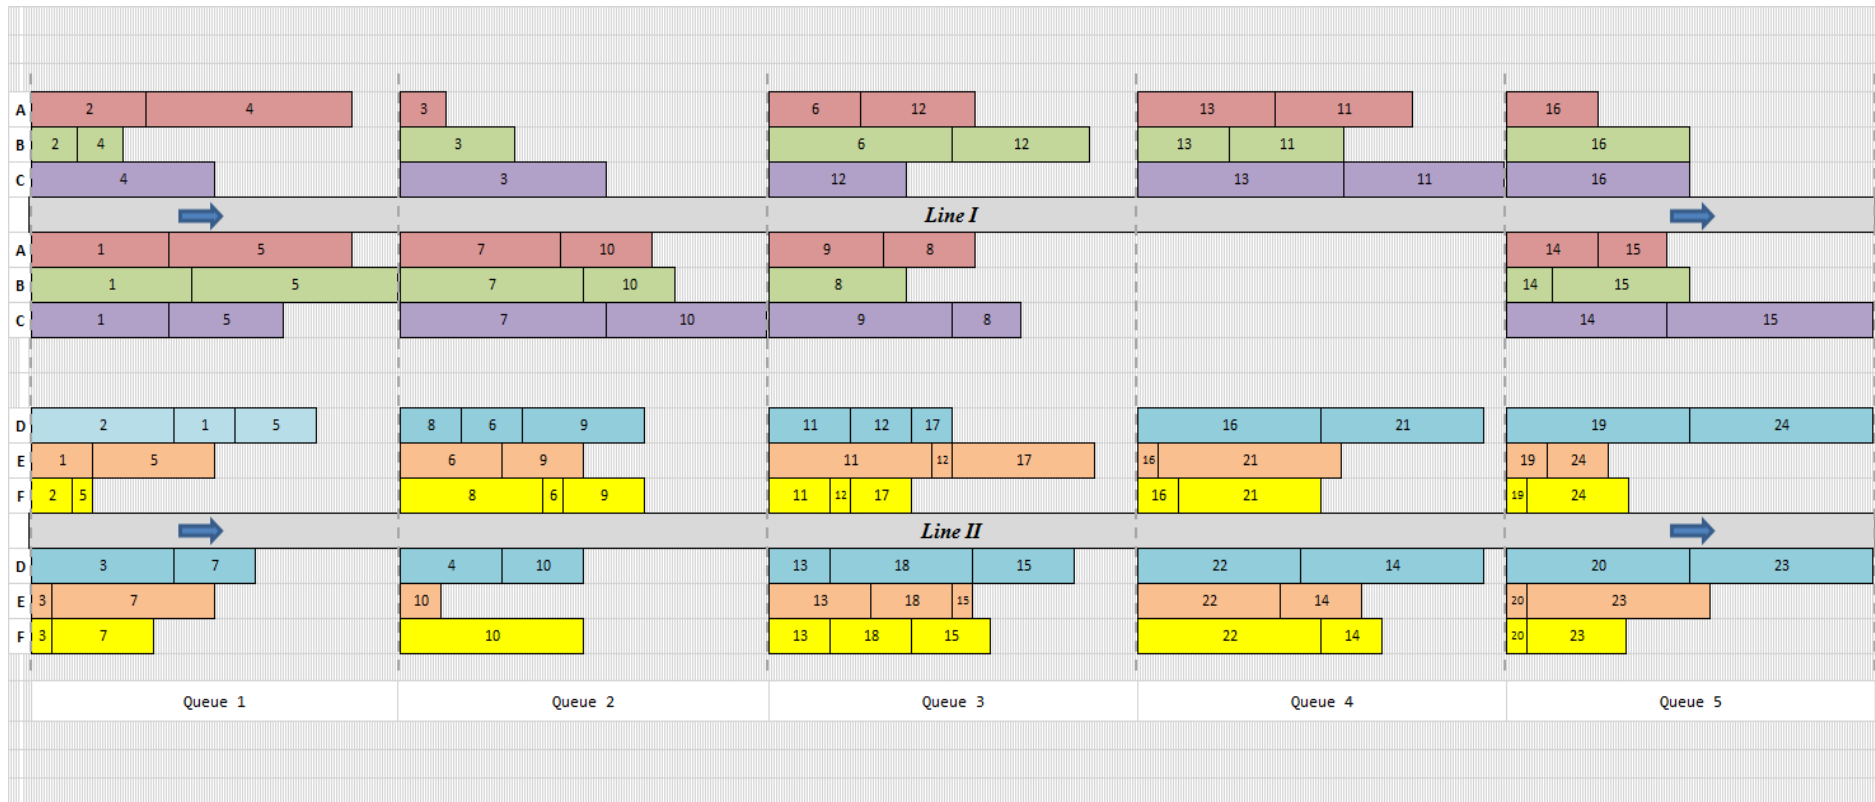 A 2 4 3 6 12 13 11 16
B 2 4 3 6 12 13 11 16
C 4 3 12 13 11 16
Line I
A 1 5 7 10 9 8 14 15
B 1 5 7 10 8 14 15
C 1 5 7 10 9 8 14 15
D 2 1 5 8 6 9 11 12 17 16 21 19 24
E 1 5 6 9 11 12 17 16 21 19 24
F 2 5 8 6 9 11 12 17 16 21 19 24
Line II
D 3 7 4 10 13 18 15 22 14 20 23
E 3 7 10 13 18 15 22 14 20 23
F 3 7 10 13 18 15 22 14 20 23
Queue 1 Queue 2 Queue 3 Queue 4 Queue 5